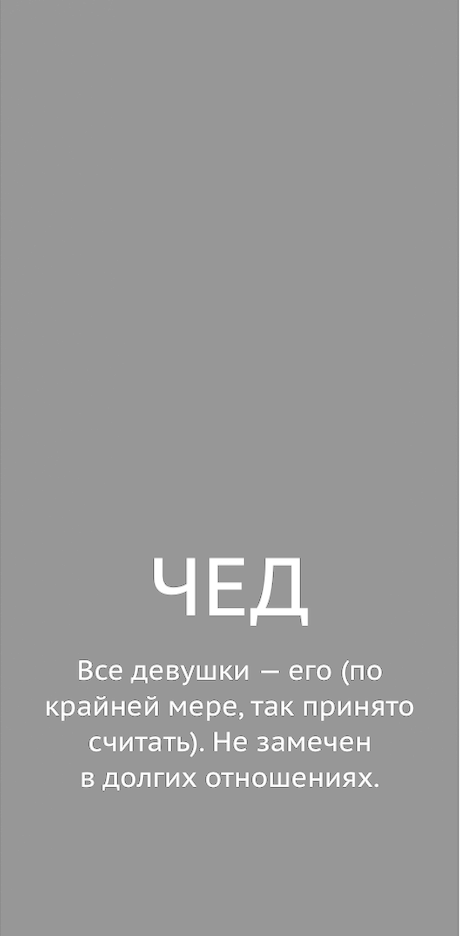 ЧЕД
Все девушки — его (по
крайней мере, так принято
считать). Не замечен
в долгих отношениях.